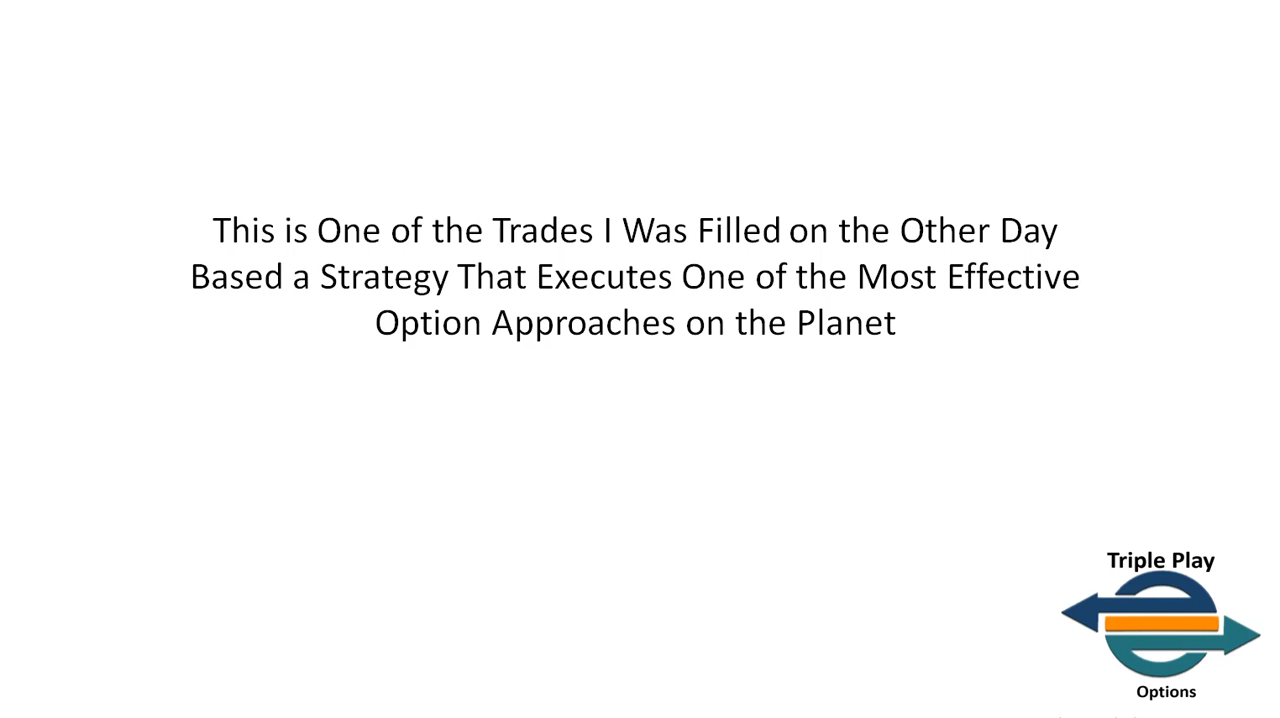 This is One of the Trades I Was Filled on the Other Day
Based a Strategy That Executes One of the Most Effective
Option Approaches on the Planet
Triple Play
Options